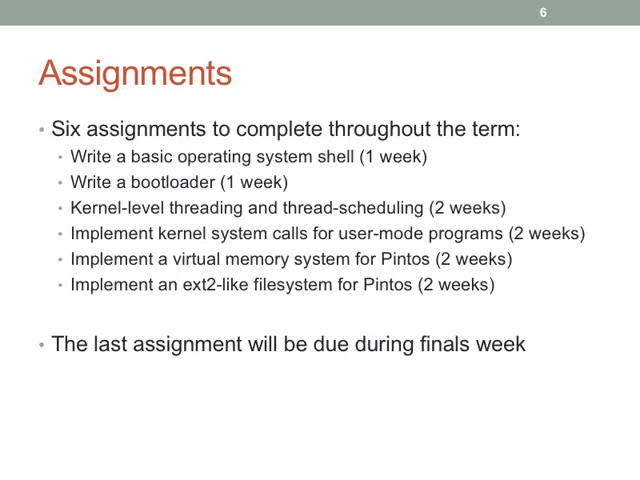 6
Assignments
• Six assignments to complete throughout the term:
• Write a basic operating system shell (1 week)
• Write a bootloader (1 week)
• Kernel-level threading and thread-scheduling (2 weeks)
• Implement kernel system calls for user-mode programs (2 weeks)
• Implement a virtual memory system for Pintos (2 weeks)
• Implement an ext2-like filesystem for Pintos (2 weeks)
• The last assignment will be due during finals week